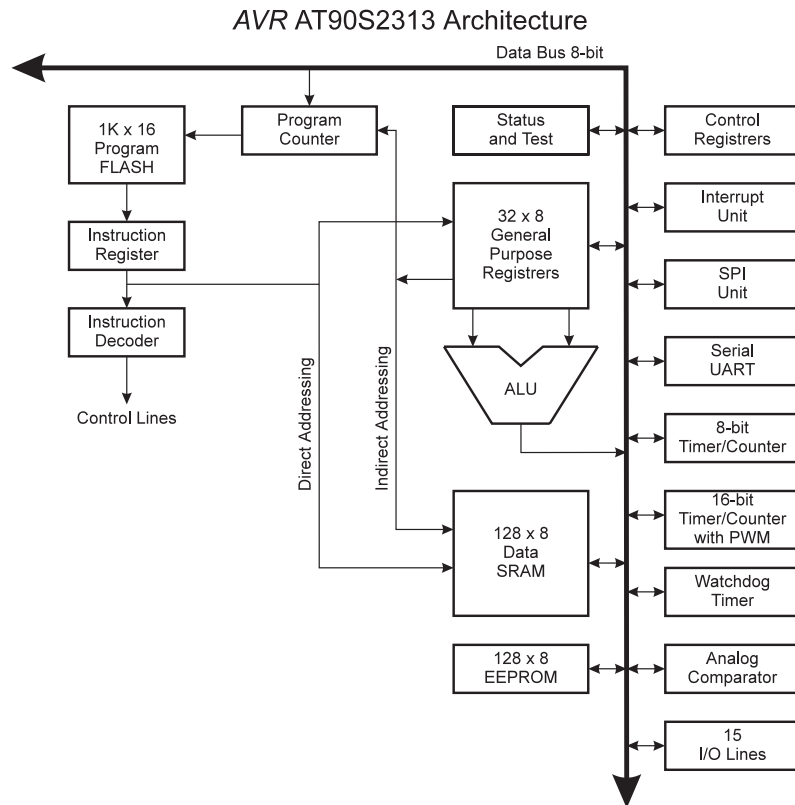 AVR AT90S2313 Architecture
Data Bus 8-bit
1K x 16
Program
FLASH
Program
Counter
Status
and Test
Control
Registrers
Instruction
Register
32 x 8
General
Purpose
Registrers
Interrupt
Unit
SPI
Unit
Instruction
Decoder
ALU
Serial
UART
Control Lines
Direct Addressing
Indirect Addressing
8-bit
Timer/Counter
128 x 8
Data
SRAM
16-bit
Timer/Counter
with PWM
Watchdog
Timer
128 x 8
EEPROM
Analog
Comparator
15
I/O Lines